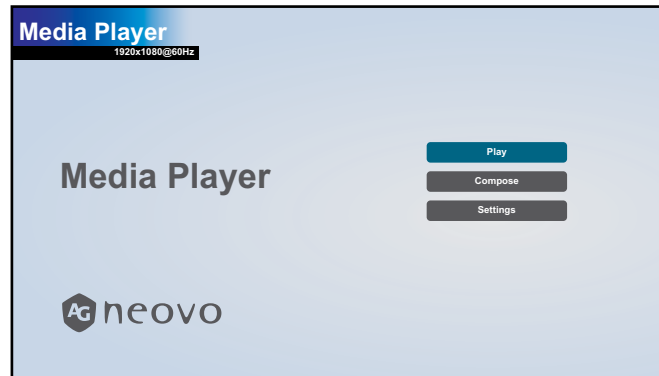 Media Player
1920x1080@60Hz
Media Player
Play
Compose
Settings
AG neovo